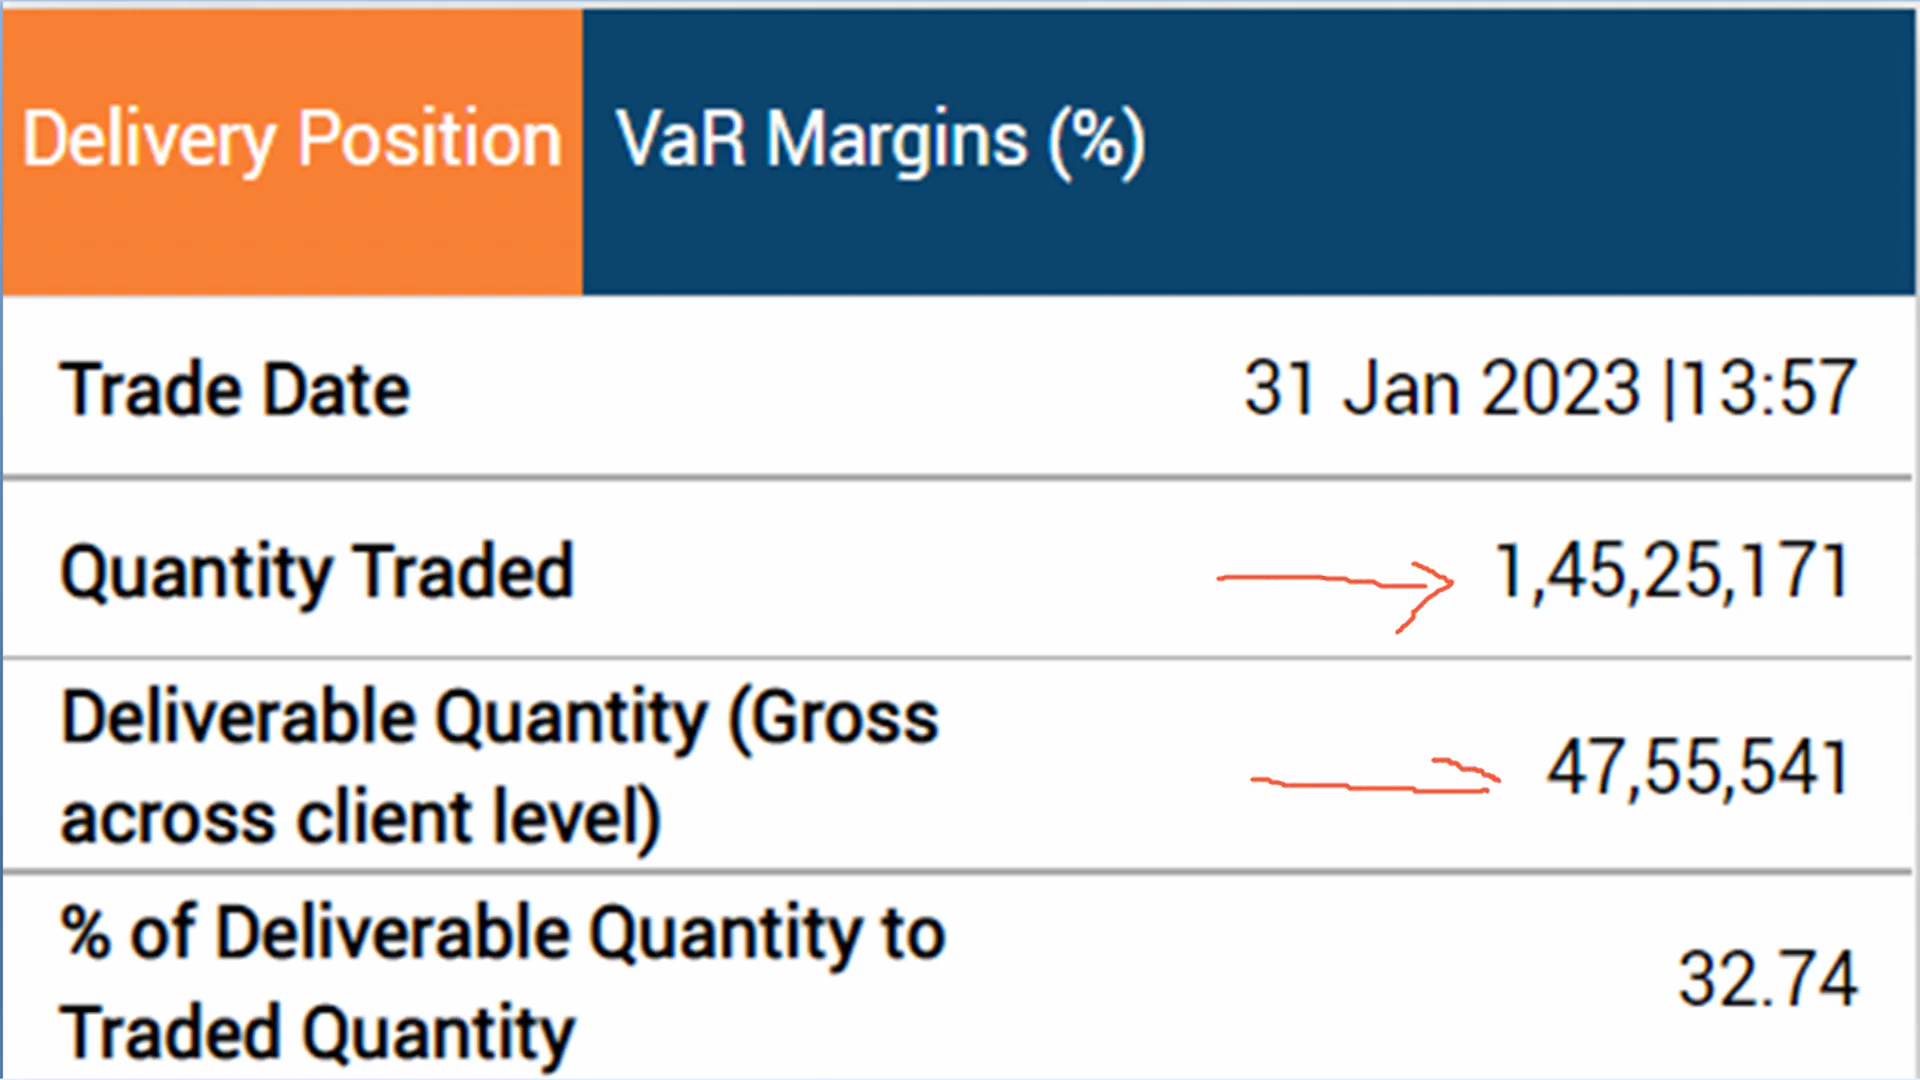 Delivery Position VaR Margins (%)
Trade Date 31 Jan 2023 |13:57
Quantity Traded 1,45,25,171
Deliverable Quantity (Gross
across client level) 47,55,541
% of Deliverable Quantity to
Traded Quantity 32.74